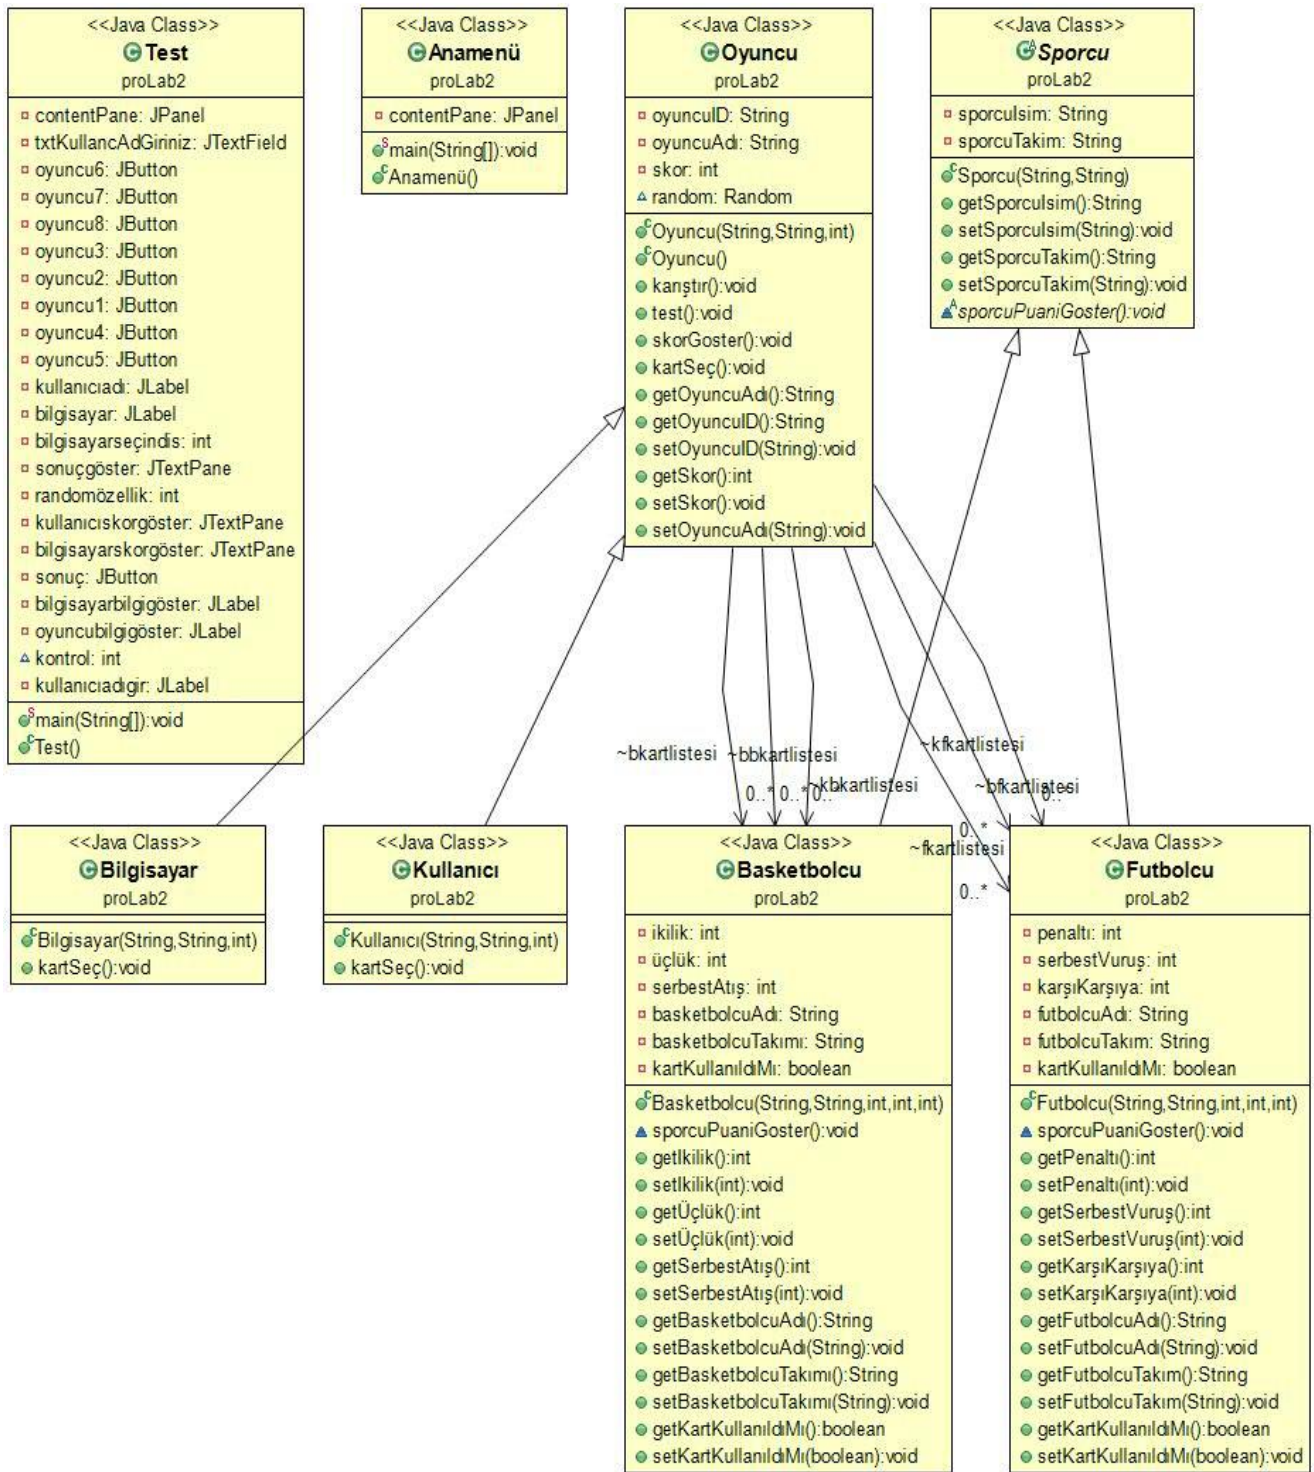 <<Java Class>>
Test
proLab2
contentPane: JPanel
txtKullancAdGiriniz: JTextField
oyuncu6: JButton
oyuncu7: JButton
oyuncu8: JButton
oyuncu3: JButton
oyuncu2: JButton
oyuncu1: JButton
oyuncu4: JButton
oyuncu5: JButton
kullanıcıadı: JLabel
bilgisayar: JLabel
bilgisayarseçindis: int
sonuçgöster: JTextPane
randomözellik: int
kullanıcıskorgöster: JTextPane
bilgisayarskorgöster: JTextPane
sonuç: JButton
bilgisayarbilgigöster: JLabel
oyuncubilgigöster: JLabel
kontrol: int
kullanıcıadıgir: JLabel
main(String[]):void
Test()
<<Java Class>>
Anamenü
proLab2
contentPane: JPanel
main(String[]):void
Anamenü()
<<Java Class>>
Oyuncu
proLab2
oyuncuID: String
oyuncuAdı: String
skor: int
random: Random
Oyuncu(String,String,int)
Oyuncu()
karıştır():void
test():void
skorGoster():void
kartSeç():void
getOyuncuAdı():String
getOyuncuID():String
setOyuncuID(String):void
getSkor():int
setSkor():void
setOyuncuAdı(String):void
<<Java Class>>
Sporcu
proLab2
sporcuIsim: String
sporcuTakim: String
Sporcu(String,String)
getSporcuIsim():String
setSporcuIsim(String):void
getSporcuTakim():String
setSporcuTakim(String):void
sporcuPuaniGoster():void
~bkartlistesi
~bbkartlistesi
~kbkartlistesi
~kfkartlistesi
~bfkartlistesi
~fkartlistesi
0..*
0..*
0..*
0..*
0..*
0..*
<<Java Class>>
Bilgisayar
proLab2
Bilgisayar(String,String,int)
kartSeç():void
<<Java Class>>
Kullanıcı
proLab2
Kullanıcı(String,String,int)
kartSeç():void
<<Java Class>>
Basketbolcu
proLab2
ikilik: int
üçlük: int
serbestAtış: int
basketbolcuAdı: String
basketbolcuTakımı: String
kartKullanıldıMı: boolean
Basketbolcu(String,String,int,int,int)
sporcuPuaniGoster():void
getIkilik():int
setIkilik(int):void
getÜçlük():int
setÜçlük(int):void
getSerbestAtış():int
setSerbestAtış(int):void
getBasketbolcuAdı():String
setBasketbolcuAdı(String):void
getBasketbolcuTakımı():String
setBasketbolcuTakımı(String):void
getKartKullanıldıMı():boolean
setKartKullanıldıMı(boolean):void
<<Java Class>>
Futbolcu
proLab2
penaltı: int
serbestVuruş: int
karşıKarşıya: int
futbolcuAdı: String
futbolcuTakım: String
kartKullanıldıMı: boolean
Futbolcu(String,String,int,int,int)
sporcuPuaniGoster():void
getPenaltı():int
setPenaltı(int):void
getSerbestVuruş():int
setSerbestVuruş(int):void
getKarşıKarşıya():int
setKarşıKarşıya(int):void
getFutbolcuAdı():String
setFutbolcuAdı(String):void
getFutbolcuTakım():String
setFutbolcuTakım(String):void
getKartKullanıldıMı():boolean
setKartKullanıldıMı(boolean):void